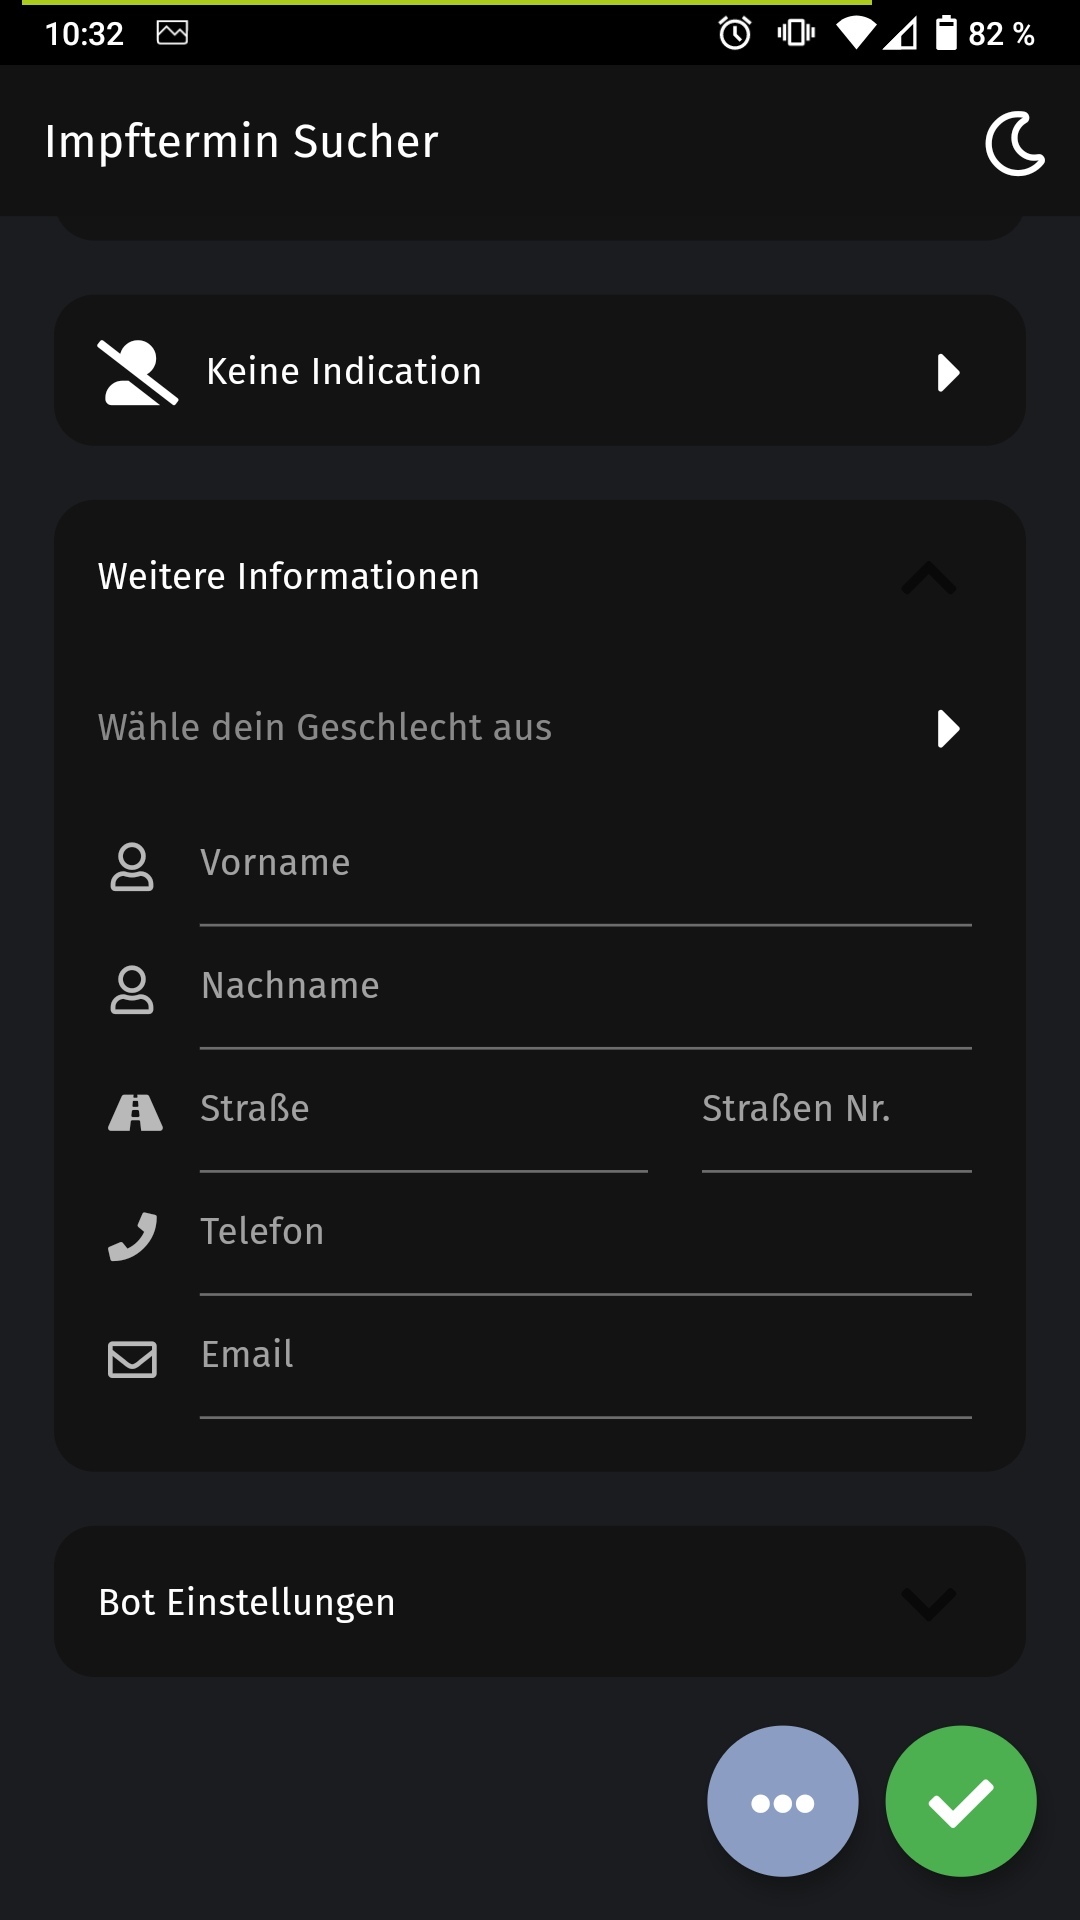 10:32
82 %
Impftermin Sucher
Keine Indication
Weitere Informationen
Wähle dein Geschlecht aus
Vorname
Nachname
Straße
Straßen Nr.
Telefon
Email
Bot Einstellungen